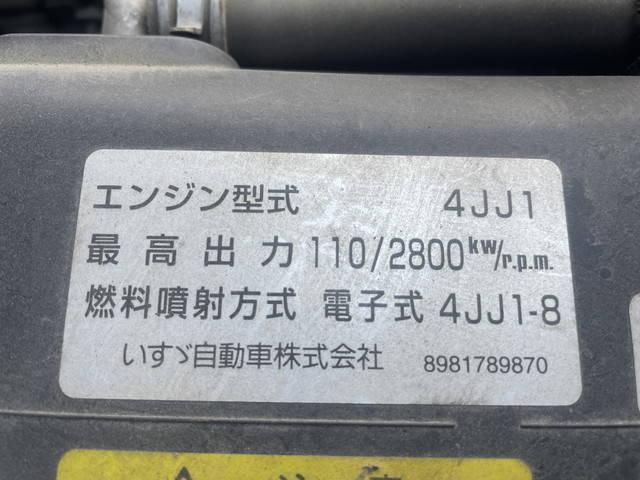 エンジン型式 4JJ1
最高出力 110/2800kW/r.p.m.
燃料噴射方式 電子式 4JJ1-8
いすゞ自動車株式会社 8981789870